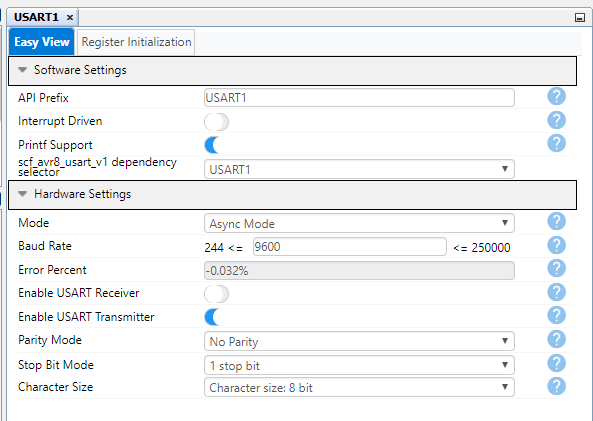 USART1
Easy View Register Initialization
Software Settings
API Prefix USART1 ?
Interrupt Driven ?
Printf Support ?
scf_avr8_usart_v1 dependency
selector USART1
Hardware Settings
Mode Async Mode ?
Baud Rate 244 <= 9600 <= 250000 ?
Error Percent -0.032% ?
Enable USART Receiver ?
Enable USART Transmitter ?
Parity Mode No Parity ?
Stop Bit Mode 1 stop bit ?
Character Size Character size: 8 bit ?